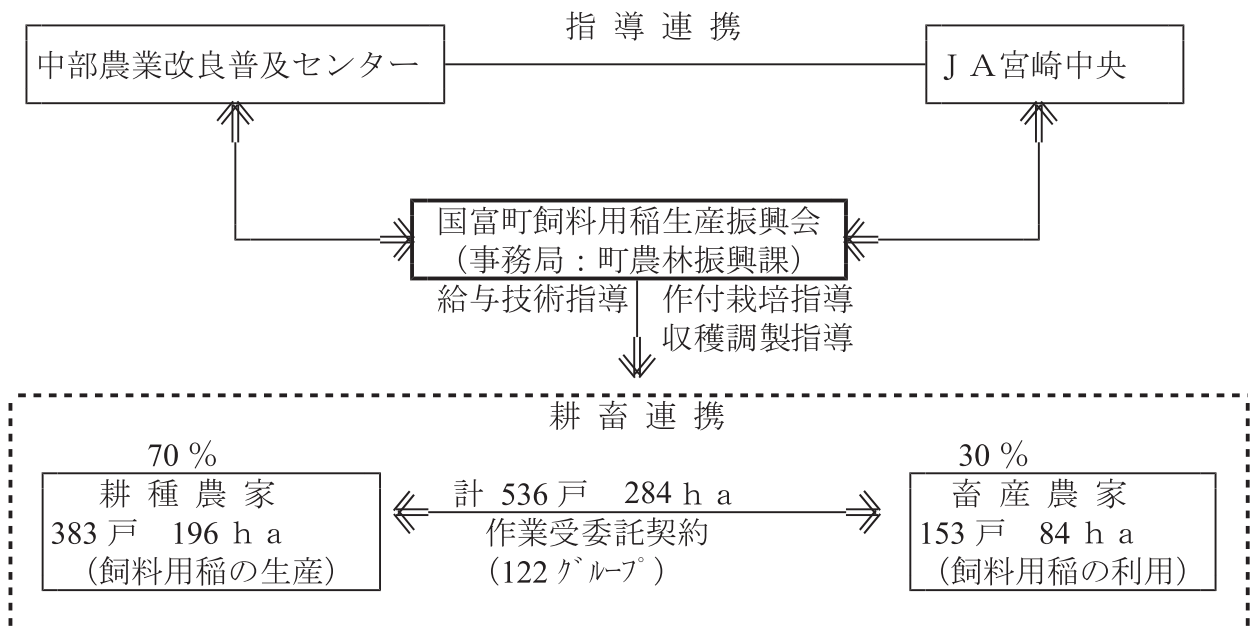 指導連携
中部農業改良普及センター
ＪＡ宮崎中央
国富町飼料用稲生産振興会
（事務局：町農林振興課）
給与技術指導
作付栽培指導
収穫調製指導
耕畜連携
70％
耕種農家
383戸　196ｈａ
（飼料用稲の生産）
計 536戸　284ｈａ
作業受委託契約
（122ｸﾞﾙｰﾌﾟ）
30％
畜産農家
153戸　84ｈａ
（飼料用稲の利用）